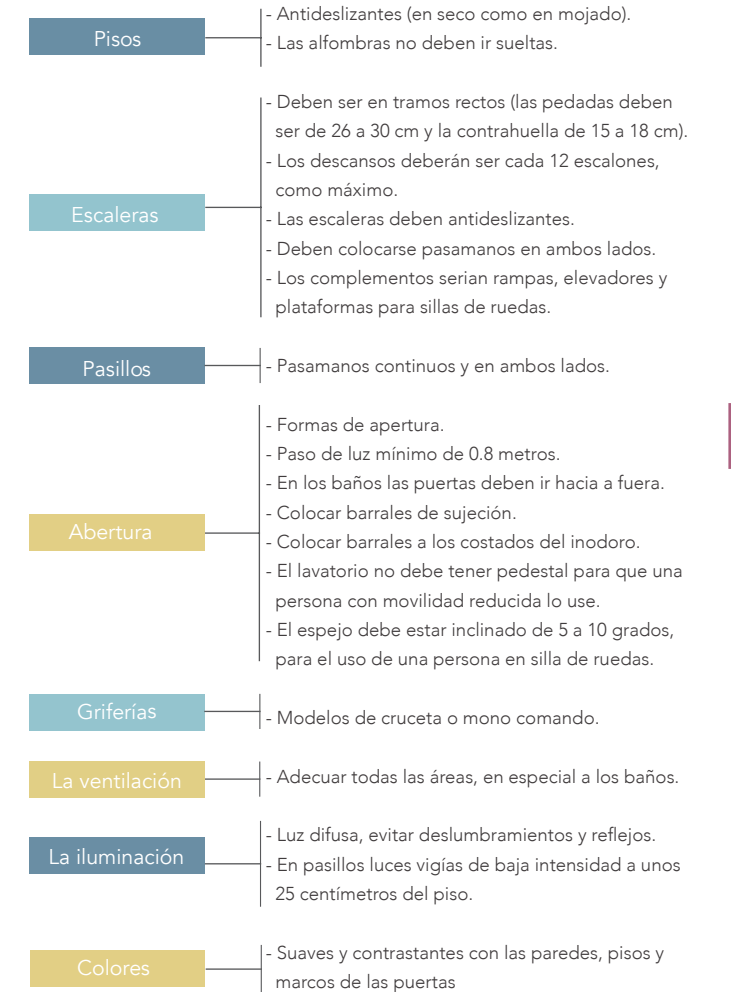 Pisos
- Antideslizantes (en seco como en mojado).
- Las alfombras no deben ir sueltas.
Escaleras
- Deben ser en tramos rectos (las pedadas deben
ser de 26 a 30 cm y la contrahuella de 15 a 18 cm).
- Los descansos deberán ser cada 12 escalones,
como máximo.
- Las escaleras deben antideslizantes.
- Deben colocarse pasamanos en ambos lados.
- Los complementos serian rampas, elevadores y
plataformas para sillas de ruedas.
Pasillos
- Pasamanos continuos y en ambos lados.
Abertura
- Formas de apertura.
- Paso de luz mínimo de 0.8 metros.
- En los baños las puertas deben ir hacia a fuera.
- Colocar barrales de sujeción.
- Colocar barrales a los costados del inodoro.
- El lavatorio no debe tener pedestal para que una
persona con movilidad reducida lo use.
- El espejo debe estar inclinado de 5 a 10 grados,
para el uso de una persona en silla de ruedas.
Griferías
- Modelos de cruceta o mono comando.
La ventilación
- Adecuar todas las áreas, en especial a los baños.
La iluminación
- Luz difusa, evitar deslumbramientos y reflejos.
- En pasillos luces vigías de baja intensidad a unos
25 centímetros del piso.
Colores
- Suaves y contrastantes con las paredes, pisos y
marcos de las puertas